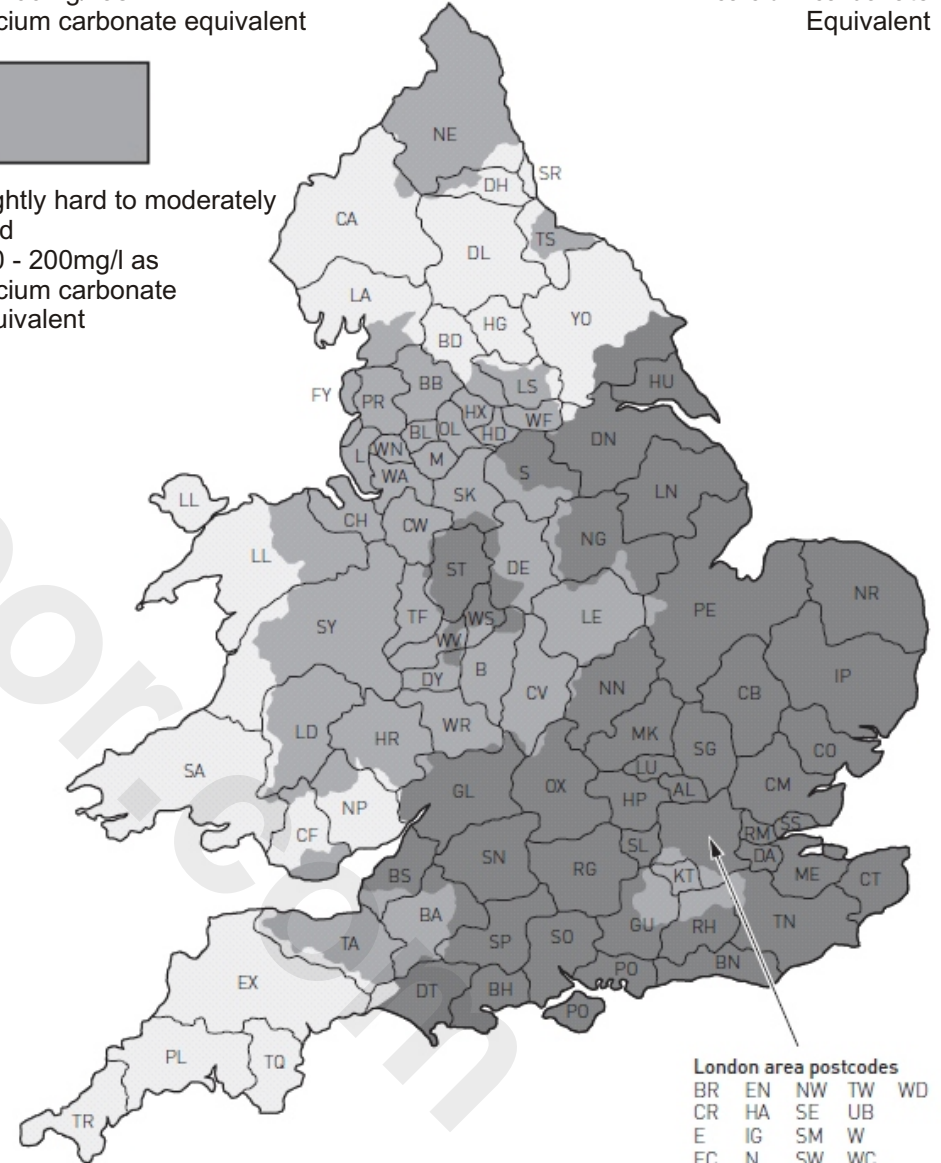 cium carbonate equivalent
Equivalent
ghtly hard to moderately
d
0 - 200mg/l as
cium carbonate
uivalent
NE
SR
DH
CA
TS
DL
LA
YO
HG
BD
HU
LS
BB
FY
PR
HX
WF
DN
BL
OL
HD
WN
L
M
S
WA
LN
SK
LL
CH
CW
NG
LL
ST
DE
NR
PE
TF
WS
LE
SY
WV
B
IP
DY
NN
CB
CV
WR
LD
HR
MK
SG
CO
LU
SA
GL
OX
AL
CM
HP
NP
SS
CF
RM
SL
DA
SN
RG
KT
ME
CT
BS
BA
GU
RH
TN
TA
SP
SO
BN
PO
EX
DT
BH
PO
PL
TQ
TR
London area postcodes
BR EN NW TW WD
CR HA SE UB
E IG SM W
EC N SW WC
or.com